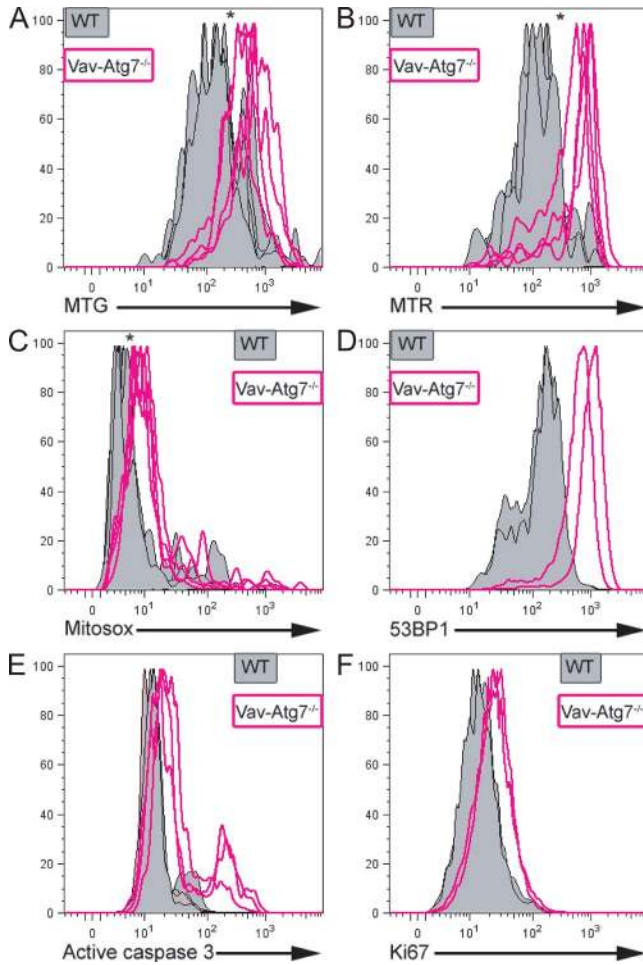 A
WT
Vav-Atg7-/-
*
100
80
60
40
20
0
0 10¹ 10² 10³
MTG
B
WT
Vav-Atg7-/-
*
100
80
60
40
20
0
0 10¹ 10² 10³
MTR
C
*
WT
Vav-Atg7-/-
100
80
60
40
20
0
0 10¹ 10² 10³
Mitosox
D
WT
Vav-Atg7-/-
100
80
60
40
20
0
0 10¹ 10² 10³
53BP1
E
WT
Vav-Atg7-/-
100
80
60
40
20
0
0 10¹ 10² 10³
Active caspase 3
F
WT
Vav-Atg7-/-
100
80
60
40
20
0
0 10¹ 10² 10³
Ki67